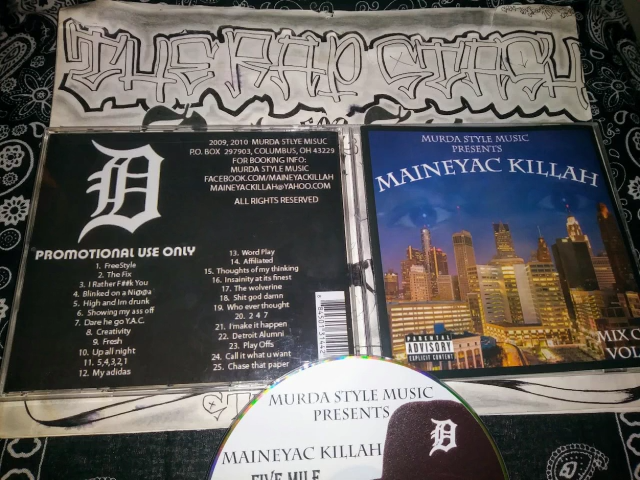 THE RAP STASH
FOR
D
2009, 2010 MURDA STLYE MISUC
P.O. BOX 297903, COLUMBUS, OH 43229
FOR BOOKING INFO:
MURDA STYLE MUSIC
FACEBOOK.COM/MAINEYACKILLAH
MAINEYACKILLAH@YAHOO.COM
ALL RIGHTS RESERVED
PROMOTIONAL USE ONLY
1. FreeStyle
2. The Fix
3. I Rather F##k You
4. Blinked on a Ni@@a
5. High and Im drunk
6. Showing my ass off
7. Dare he go Y.A.C.
8. Creativity
9. Fresh
10. Up all night
11. 5,4,3,2,1
12. My adidas
13. Word Play
14. Affiliated
15. Thoughts of my thinking
16. Insainity at its finest
17. The wolverine
18. Shit god damn
19. Who ever thought
20. 2 4 7
21. I'make it happen
22. Detroit Alumni
23. Play Offs
24. Call it what u want
25. Chase that paper
MURDA STYLE MUSIC
PRESENTS
MAINEYAC KILLAH
PARENTAL
ADVISORY
EXPLICIT CONTENT
MIX C
VOL
MURDA STYLE MUSIC
PRESENTS
MAINEYAC KILLAH
FIVE MILE
D